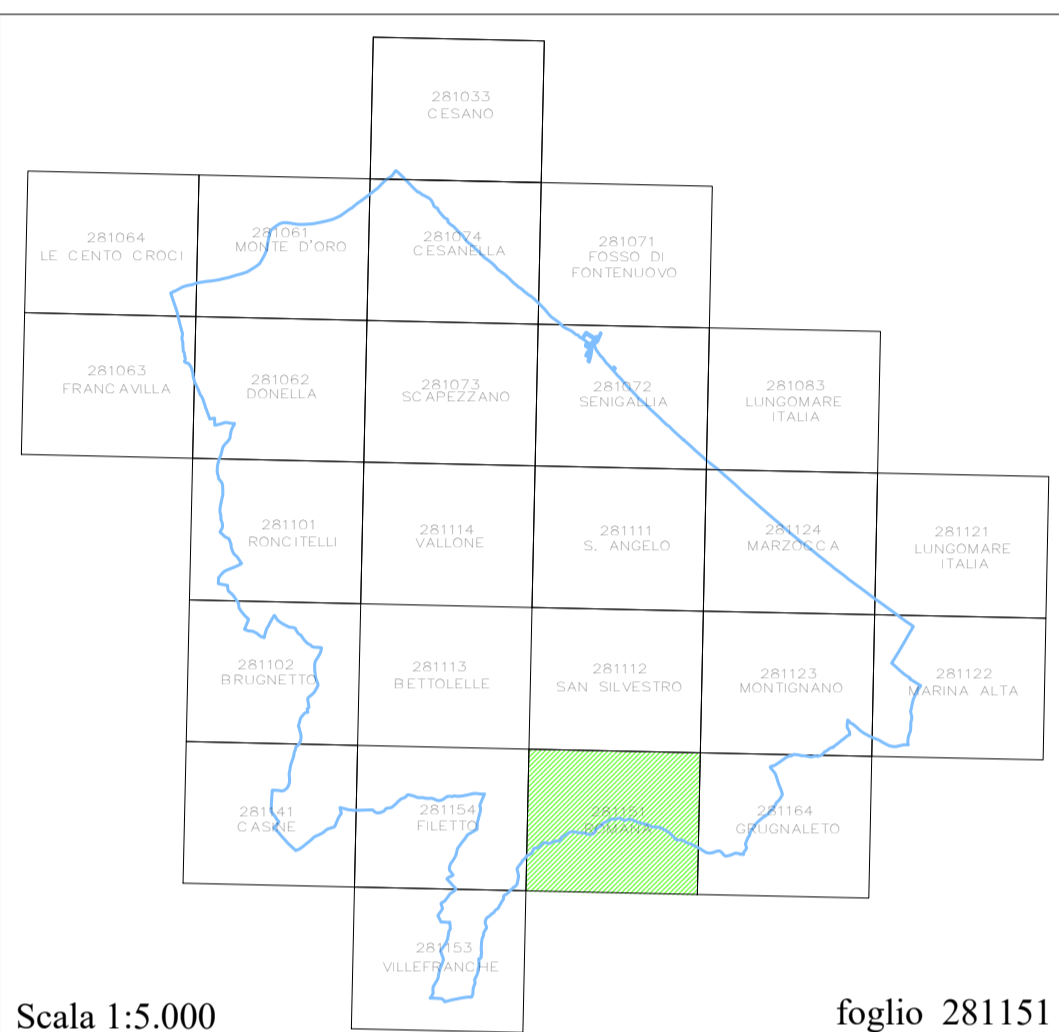 281033
CESANO
281064
LE CENTO CROCI
281061
MONTE D'ORO
281074
CESANELLA
281071
FOSSO DI
FONTENUOVO
281063
FRANCAVILLA
281062
DONELLA
281073
SCAPEZZANO
281072
SENIGALLIA
281083
LUNGOMARE
ITALIA
281101
RONCITELLI
281114
VALLONE
281111
S. ANGELO
281124
MARZOCCA
281121
LUNGOMARE
ITALIA
281102
BRUGNETTO
281113
BETTOLELLE
281112
SAN SILVESTRO
281123
MONTIGNANO
281122
MARINA ALTA
281141
CASINE
281154
FILETTO
281151
ROMANA
281164
GRUGNALETO
281153
VILLEFRANCHE
Scala 1:5.000
foglio 281151